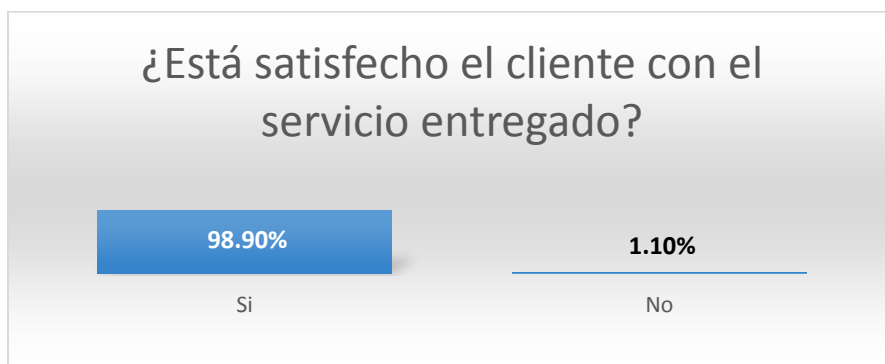 ¿Está satisfecho el cliente con el
servicio entregado?
98.90%
1.10%
Si
No